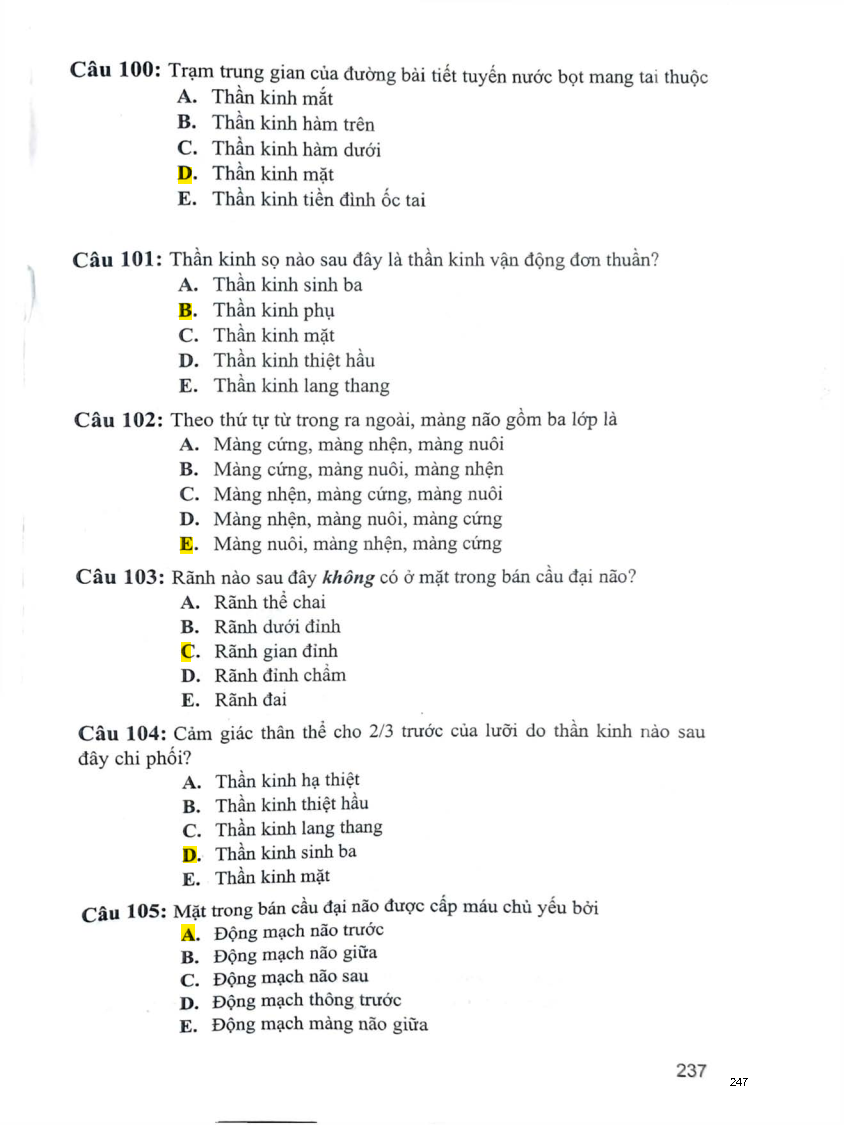 Câu 100: Trạm trung gian của đường bài tiết tuyến nước bọt mang tai thuộc
A. Thần kinh mắt
B. Thần kinh hàm trên
C. Thần kinh hàm dưới
D. Thần kinh mặt
E. Thần kinh tiền đình ốc tai
Câu 101: Thần kinh sọ nào sau đây là thần kinh vận động đơn thuần?
A. Thần kinh sinh ba
B. Thần kinh phụ
C. Thần kinh mặt
D. Thần kinh thiệt hầu
E. Thần kinh lang thang
Câu 102: Theo thứ tự từ trong ra ngoài, màng não gồm ba lớp là
A. Màng cứng, màng nhện, màng nuôi
B. Màng cứng, màng nuôi, màng nhện
C. Màng nhện, màng cứng, màng nuôi
D. Màng nhện, màng nuôi, màng cứng
E. Màng nuôi, màng nhện, màng cứng
Câu 103: Rãnh nào sau đây không có ở mặt trong bán cầu đại não?
A. Rãnh thể chai
B. Rãnh dưới đỉnh
C. Rãnh gian đỉnh
D. Rãnh đỉnh chẩm
E. Rãnh đai
Câu 104: Cảm giác thân thể cho 2/3 trước của lưỡi do thần kinh nào sau
đây chi phối?
A. Thần kinh hạ thiệt
B. Thần kinh thiệt hầu
C. Thần kinh lang thang
D. Thần kinh sinh ba
E. Thần kinh mặt
Câu 105: Mặt trong bán cầu đại não được cấp máu chủ yếu bởi
A. Động mạch não trước
B. Động mạch não giữa
C. Động mạch não sau
D. Động mạch thông trước
E. Động mạch màng não giữa
237
247